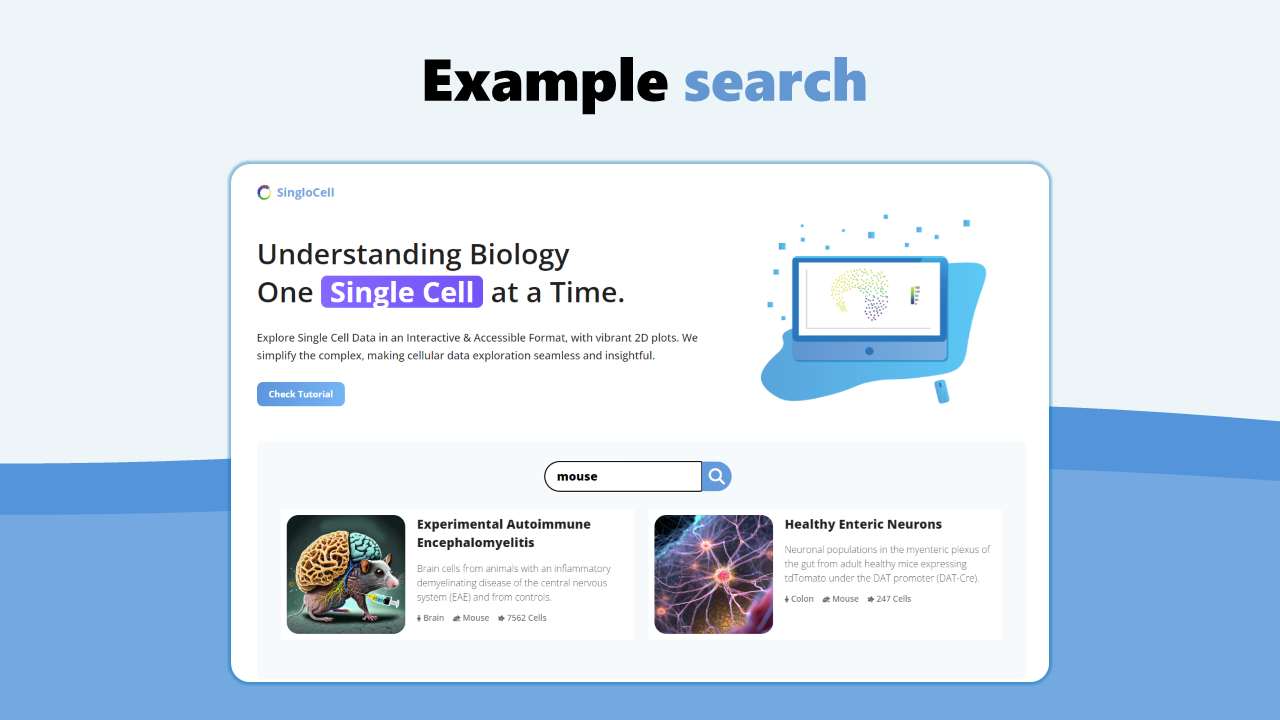 Example search
SingloCell
Understanding Biology
One Single Cell at a Time.
Explore Single Cell Data in an Interactive & Accessible Format, with vibrant 2D plots. We
simplify the complex, making cellular data exploration seamless and insightful.
Check Tutorial
mouse
Experimental Autoimmune
Encephalomyelitis
Brain cells from animals with an inflammatory
demyelinating disease of the central nervous
system (EAE) and from controls.
Brain Mouse 7562 Cells
Healthy Enteric Neurons
Neuronal populations in the myenteric plexus of
the gut from adult healthy mice expressing
tdTomato under the DAT promoter (DAT-Cre).
Colon Mouse 247 Cells